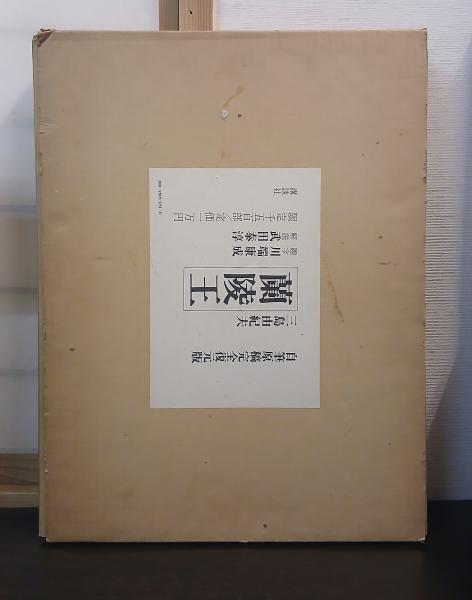 自筆原稿完全復元版
三島由紀夫
蘭陵王
題字 川端康成
解説 武田泰淳
限定千五百部/定価一万円
講談社